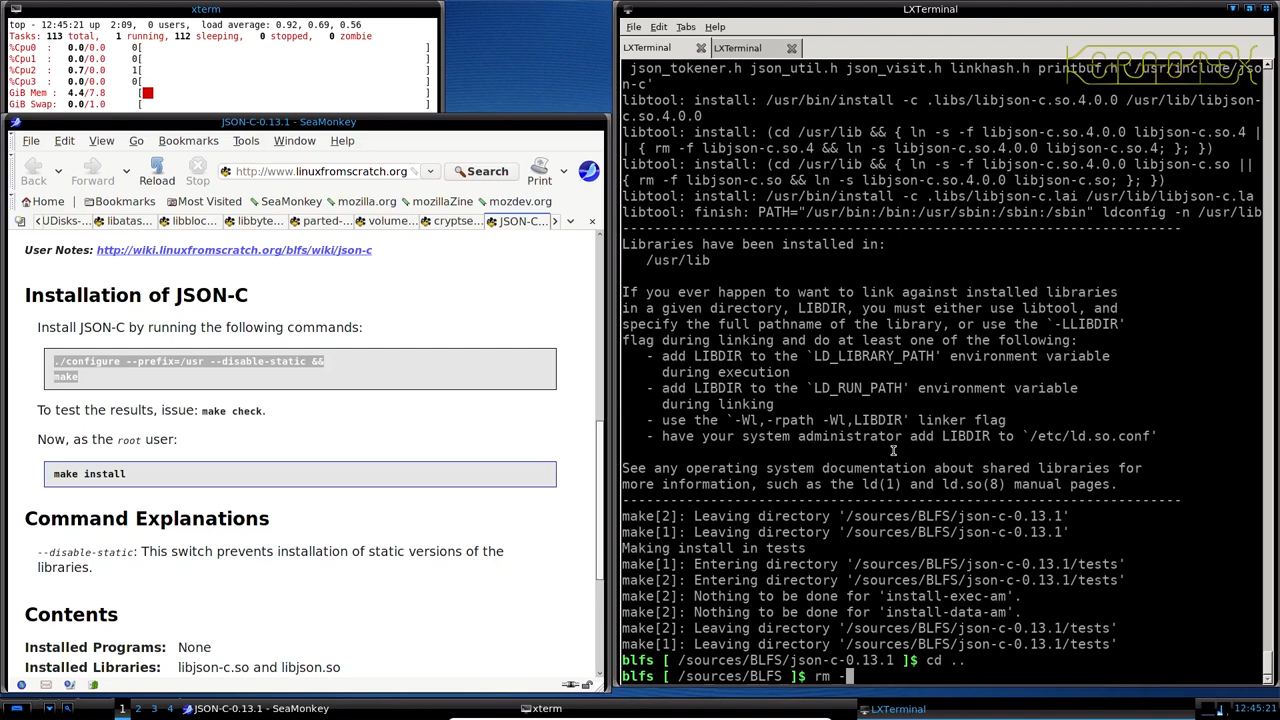 xterm
top - 12:45:21 up  2:09,  0 users,  load average: 0.92, 0.69, 0.56
Tasks: 113 total,   1 running, 112 sleeping,   0 stopped,   0 zombie
%Cpu0  :   0.0/0.0     0[                                                  ]
%Cpu1  :   0.0/0.0     0[                                                  ]
%Cpu2  :   0.7/0.0     1[                                                  ]
%Cpu3  :   0.0/0.0     0[                                                  ]
GiB Mem :  4.4/7.8      [                                                  ]
GiB Swap:  0.0/1.0      [                                                  ]
JSON-C-0.13.1 - SeaMonkey
File Edit View Go Bookmarks Tools Window Help
Back Forward Reload Stop http://www.linuxfromscratch.org Search Print
Home Bookmarks Most Visited SeaMonkey mozilla.org mozillaZine mozdev.org
UDisks-... libatas... libbloc... libbyte... parted-... volume... cryptse... JSON-C...
User Notes: http://wiki.linuxfromscratch.org/blfs/wiki/json-c
Installation of JSON-C
Install JSON-C by running the following commands:
./configure --prefix=/usr --disable-static &&
make
To test the results, issue: make check.
Now, as the root user:
make install
Command Explanations
--disable-static: This switch prevents installation of static versions of the
libraries.
Contents
Installed Programs: None
Installed Libraries: libjson-c.so and libjson.so
LXTerminal
File Edit Tabs Help
LXTerminal LXTerminal
json_tokener.h json_util.h json_visit.h linkhash.h printbuf.h '/usr/include/jso
n-c'
libtool: install: /usr/bin/install -c .libs/libjson-c.so.4.0.0 /usr/lib/libjson-
c.so.4.0.0
libtool: install: (cd /usr/lib && { ln -s -f libjson-c.so.4.0.0 libjson-c.so.4 |
| { rm -f libjson-c.so.4 && ln -s libjson-c.so.4.0.0 libjson-c.so.4; }; })
libtool: install: (cd /usr/lib && { ln -s -f libjson-c.so.4.0.0 libjson-c.so ||
{ rm -f libjson-c.so && ln -s libjson-c.so.4.0.0 libjson-c.so; }; })
libtool: install: /usr/bin/install -c .libs/libjson-c.lai /usr/lib/libjson-c.la
libtool: finish: PATH="/usr/bin:/bin:/usr/sbin:/sbin:/sbin" ldconfig -n /usr/lib
----------------------------------------------------------------------
Libraries have been installed in:
   /usr/lib
If you ever happen to want to link against installed libraries
in a given directory, LIBDIR, you must either use libtool, and
specify the full pathname of the library, or use the `-LLIBDIR'
flag during linking and do at least one of the following:
   - add LIBDIR to the `LD_LIBRARY_PATH' environment variable
     during execution
   - add LIBDIR to the `LD_RUN_PATH' environment variable
     during linking
   - use the `-Wl,-rpath -Wl,LIBDIR' linker flag
   - have your system administrator add LIBDIR to `/etc/ld.so.conf'
See any operating system documentation about shared libraries for
more information, such as the ld(1) and ld.so(8) manual pages.
----------------------------------------------------------------------
make[2]: Leaving directory '/sources/BLFS/json-c-0.13.1'
make[1]: Leaving directory '/sources/BLFS/json-c-0.13.1'
Making install in tests
make[1]: Entering directory '/sources/BLFS/json-c-0.13.1/tests'
make[2]: Entering directory '/sources/BLFS/json-c-0.13.1/tests'
make[2]: Nothing to be done for 'install-exec-am'.
make[2]: Nothing to be done for 'install-data-am'.
make[2]: Leaving directory '/sources/BLFS/json-c-0.13.1/tests'
make[1]: Leaving directory '/sources/BLFS/json-c-0.13.1/tests'
blfs [ /sources/BLFS/json-c-0.13.1 ]$ cd ..
blfs [ /sources/BLFS ]$ rm -
1 2 3 4 JSON-C-0.13.1 - SeaMonkey xterm LXTerminal 12:45:21